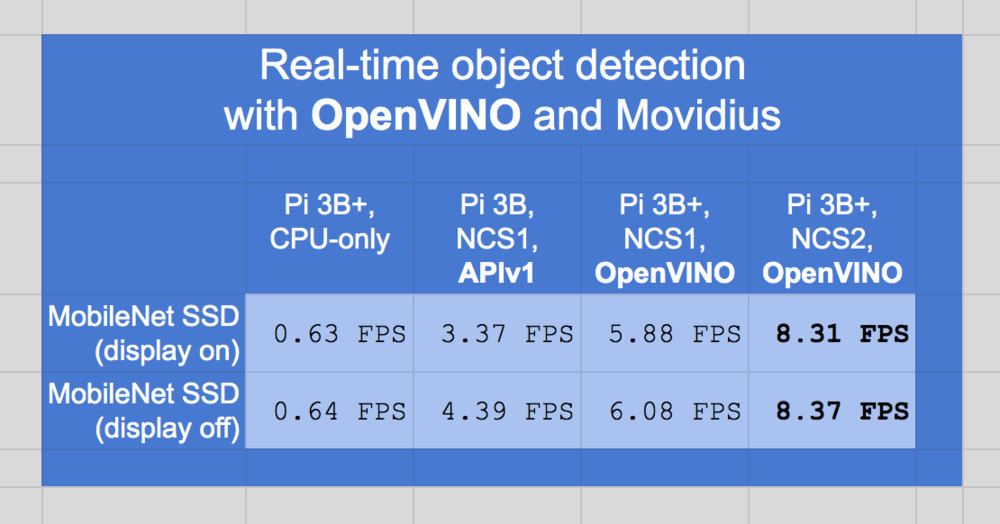 Real-time object detection
with OpenVINO and Movidius
Pi 3B+,
CPU-only
Pi 3B,
NCS1,
APIv1
Pi 3B+,
NCS1,
OpenVINO
Pi 3B+,
NCS2,
OpenVINO
MobileNet SSD
(display on)
0.63 FPS
3.37 FPS
5.88 FPS
8.31 FPS
MobileNet SSD
(display off)
0.64 FPS
4.39 FPS
6.08 FPS
8.37 FPS